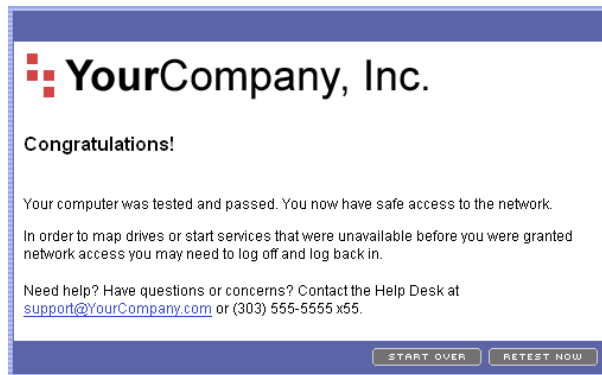 YourCompany, Inc.
Congratulations!
Your computer was tested and passed. You now have safe access to the network.
In order to map drives or start services that were unavailable before you were granted
network access you may need to log off and log back in.
Need help? Have questions or concerns? Contact the Help Desk at
support@YourCompany.com or (303) 555-5555 x55.
START OVER RETEST NOW